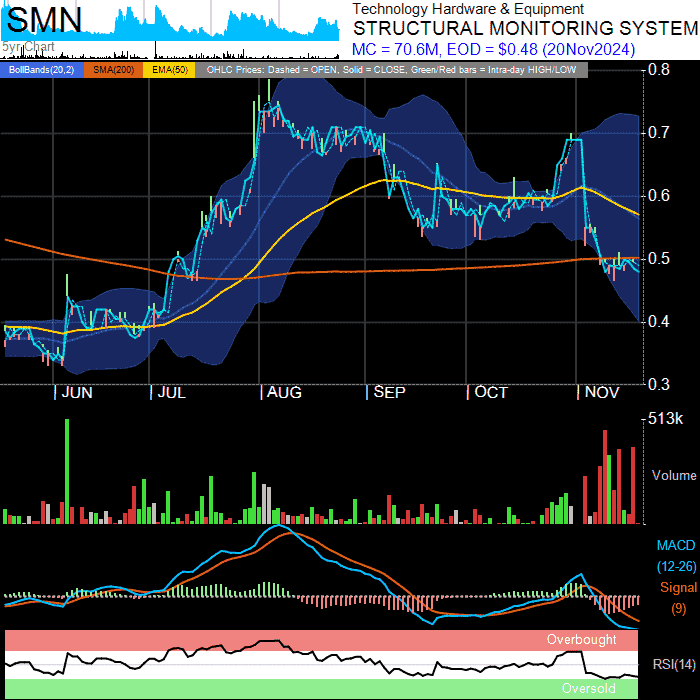 SMN
Technology Hardware & Equipment
STRUCTURAL MONITORING SYSTEM
5yr Chart
MC = 70.6M, EOD = $0.48 (20Nov2024)
BollBands(20,2) SMA(200) EMA(50) OHLC Prices: Dashed = OPEN, Solid = CLOSE, Green/Red bars = Intra-day HIGH/LOW
0.8
0.7
0.6
0.5
0.4
0.3
JUN JUL AUG SEP OCT NOV
513k
Volume
MACD
(12-26)
Signal
(9)
Overbought
RSI(14)
Oversold